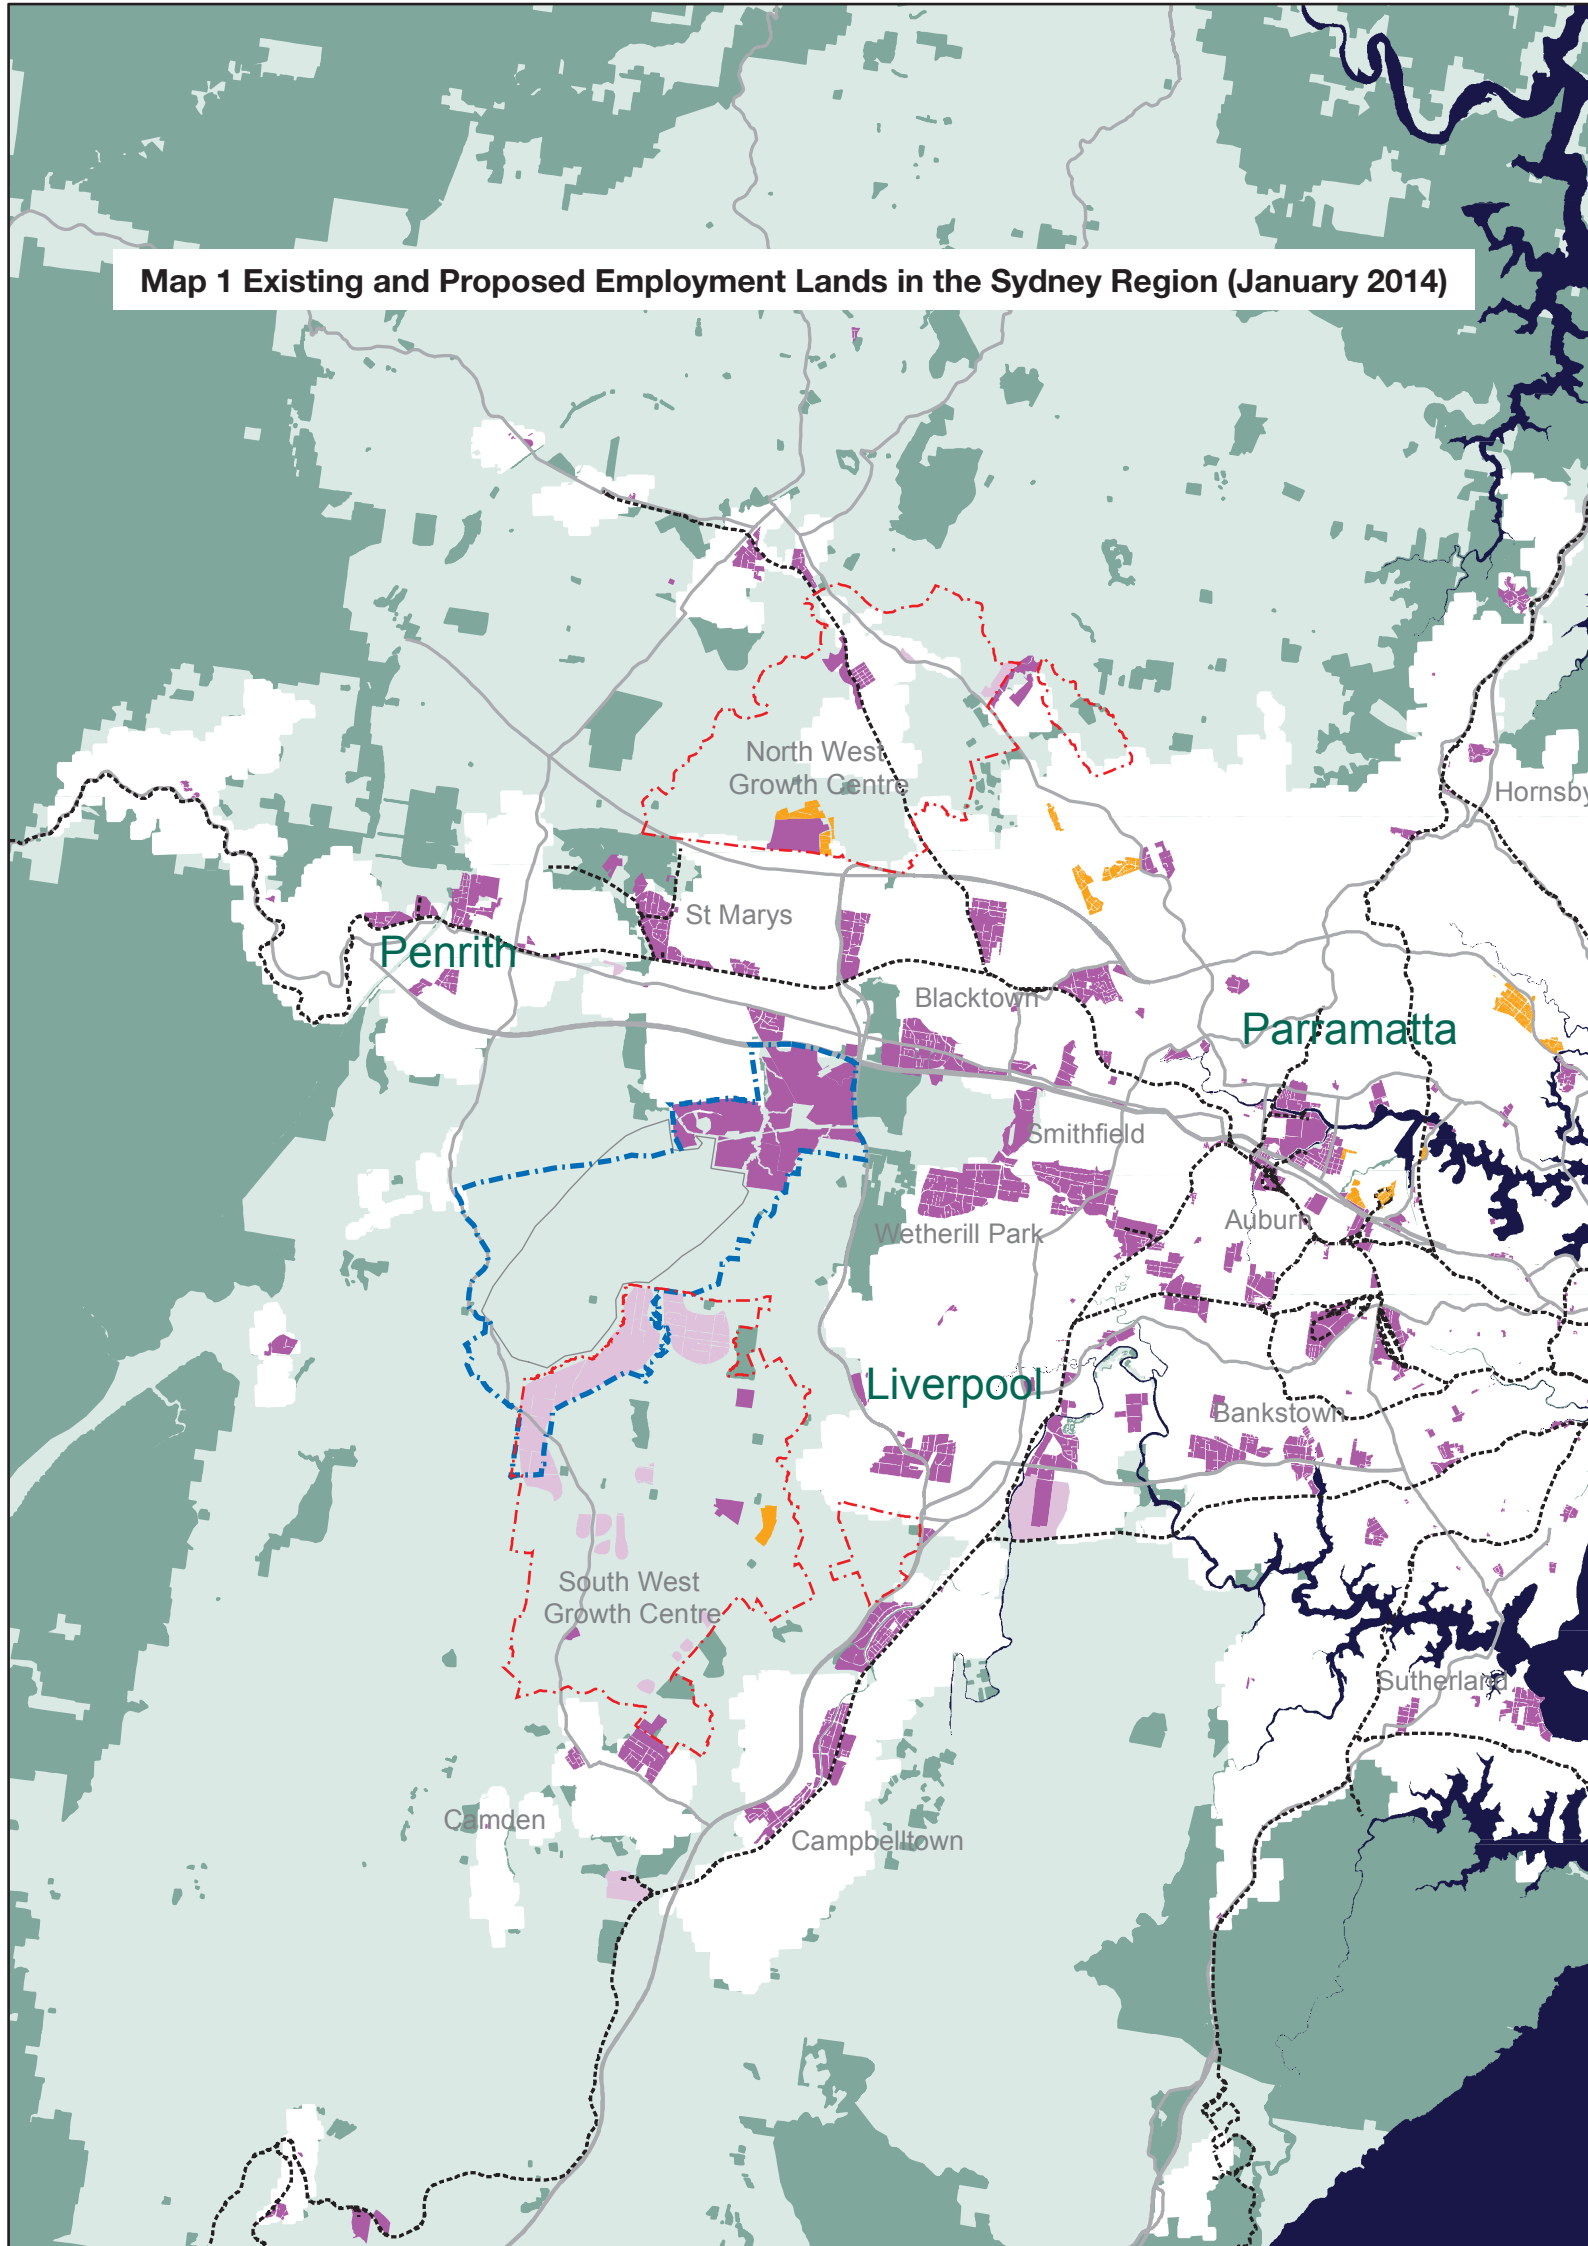 Map 1 Existing and Proposed Employment Lands in the Sydney Region (January 2014)
North West
Growth Centre
Hornsby
St Marys
Penrith
Blacktown
Parramatta
Smithfield
Wetherill Park
Auburn
Liverpool
Bankstown
South West
Growth Centre
Sutherland
Camden
Campbelltown